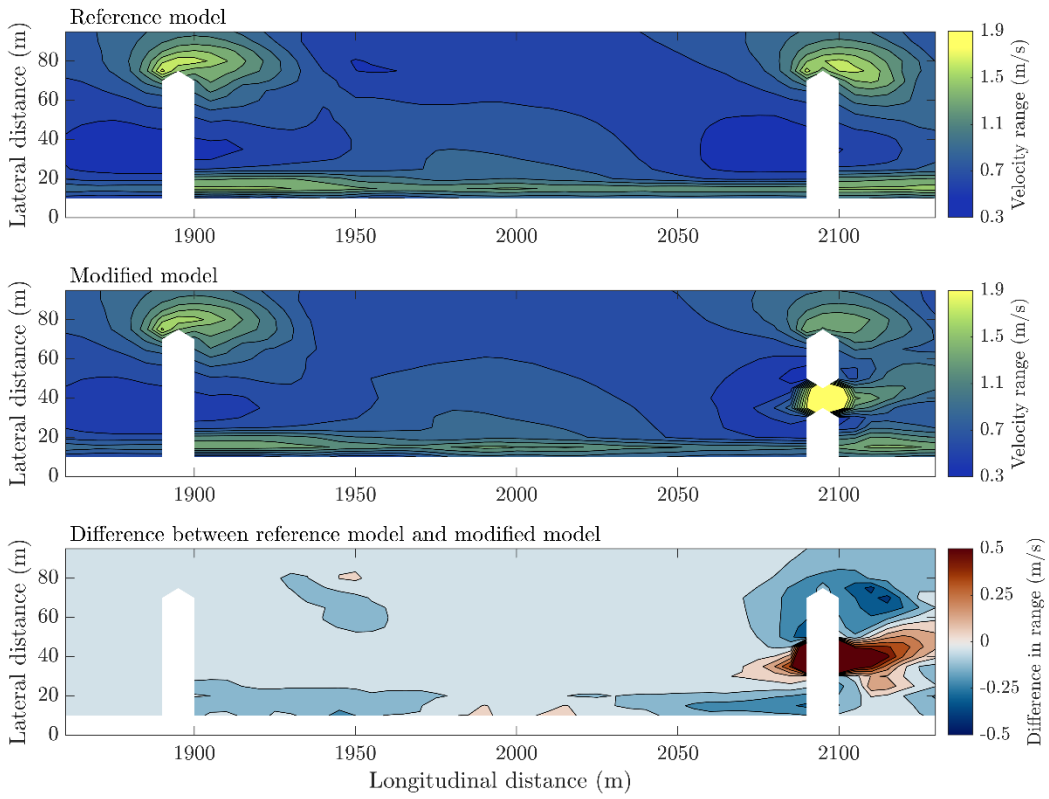 Reference model
Lateral distance (m)
80
60
40
20
0
1900 1950 2000 2050 2100
1.9
1.5
1.1
0.7
0.3
Velocity range (m/s)
Modified model
Lateral distance (m)
80
60
40
20
0
1900 1950 2000 2050 2100
1.9
1.5
1.1
0.7
0.3
Velocity range (m/s)
Difference between reference model and modified model
Lateral distance (m)
80
60
40
20
0
1900 1950 2000 2050 2100
Longitudinal distance (m)
0.5
0.25
0
-0.25
-0.5
Difference in range (m/s)